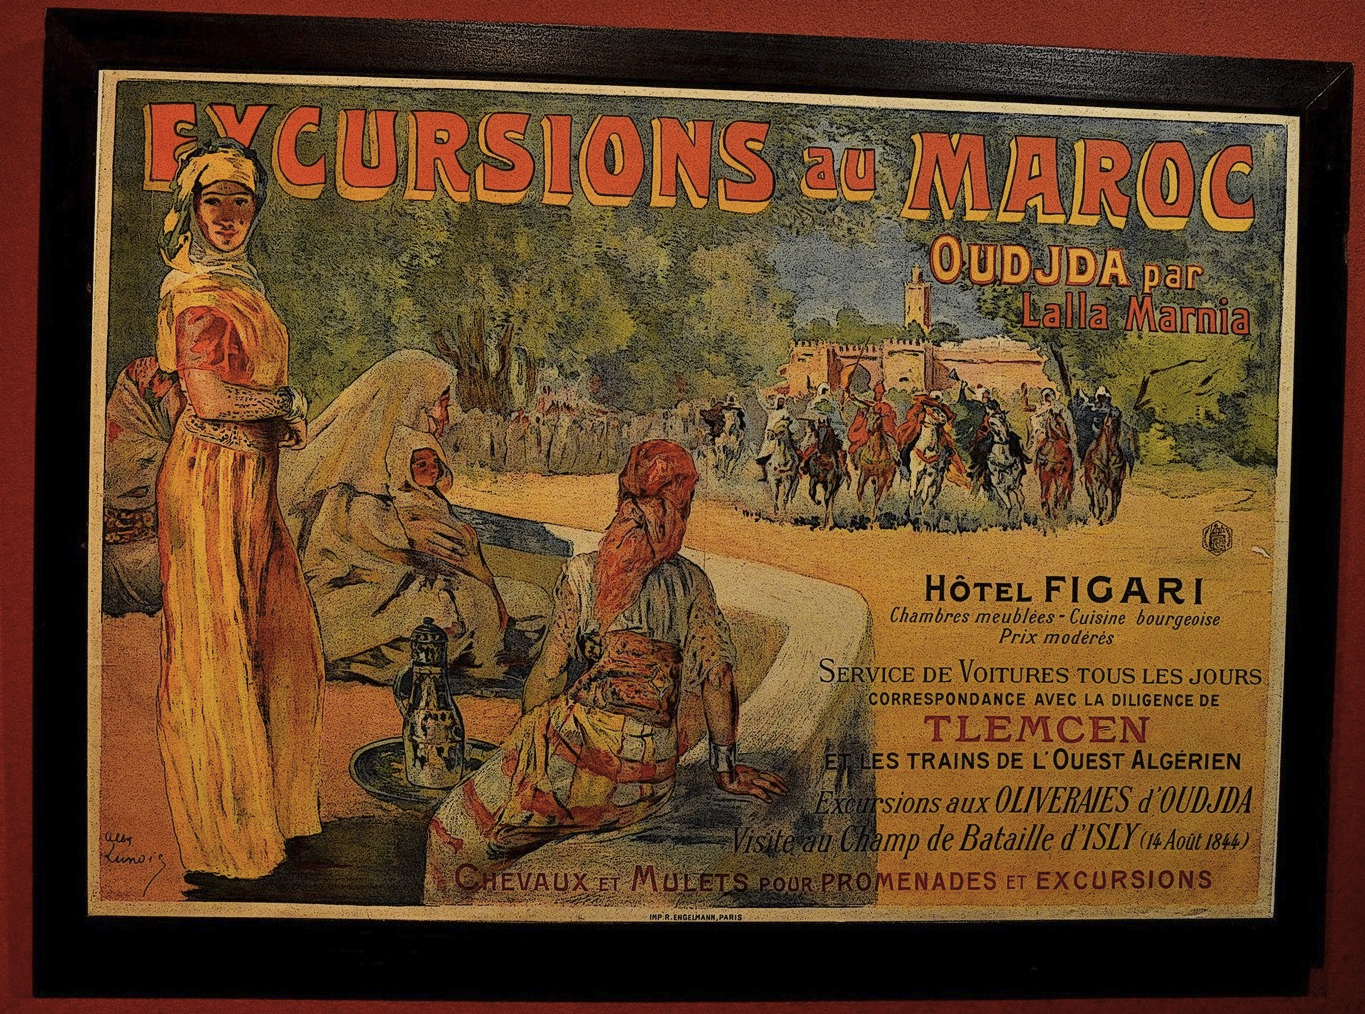 EXCURSIONS au MAROC
OUDJDA par
Lalla Marnia
HÔTEL FIGARI
Chambres meublées - Cuisine bourgeoise
Prix modérés
SERVICE DE VOITURES TOUS LES JOURS
CORRESPONDANCE AVEC LA DILIGENCE DE
TLEMCEN
ET LES TRAINS DE L'OUEST ALGÉRIEN
Excursions aux OLIVERAIES d'OUDJDA
Visite au Champ de Bataille d'ISLY (14 Août 1844)
CHEVAUX ET MULETS POUR PROMENADES ET EXCURSIONS
Alex
Lunois
IMP. R. ENGELMANN, PARIS